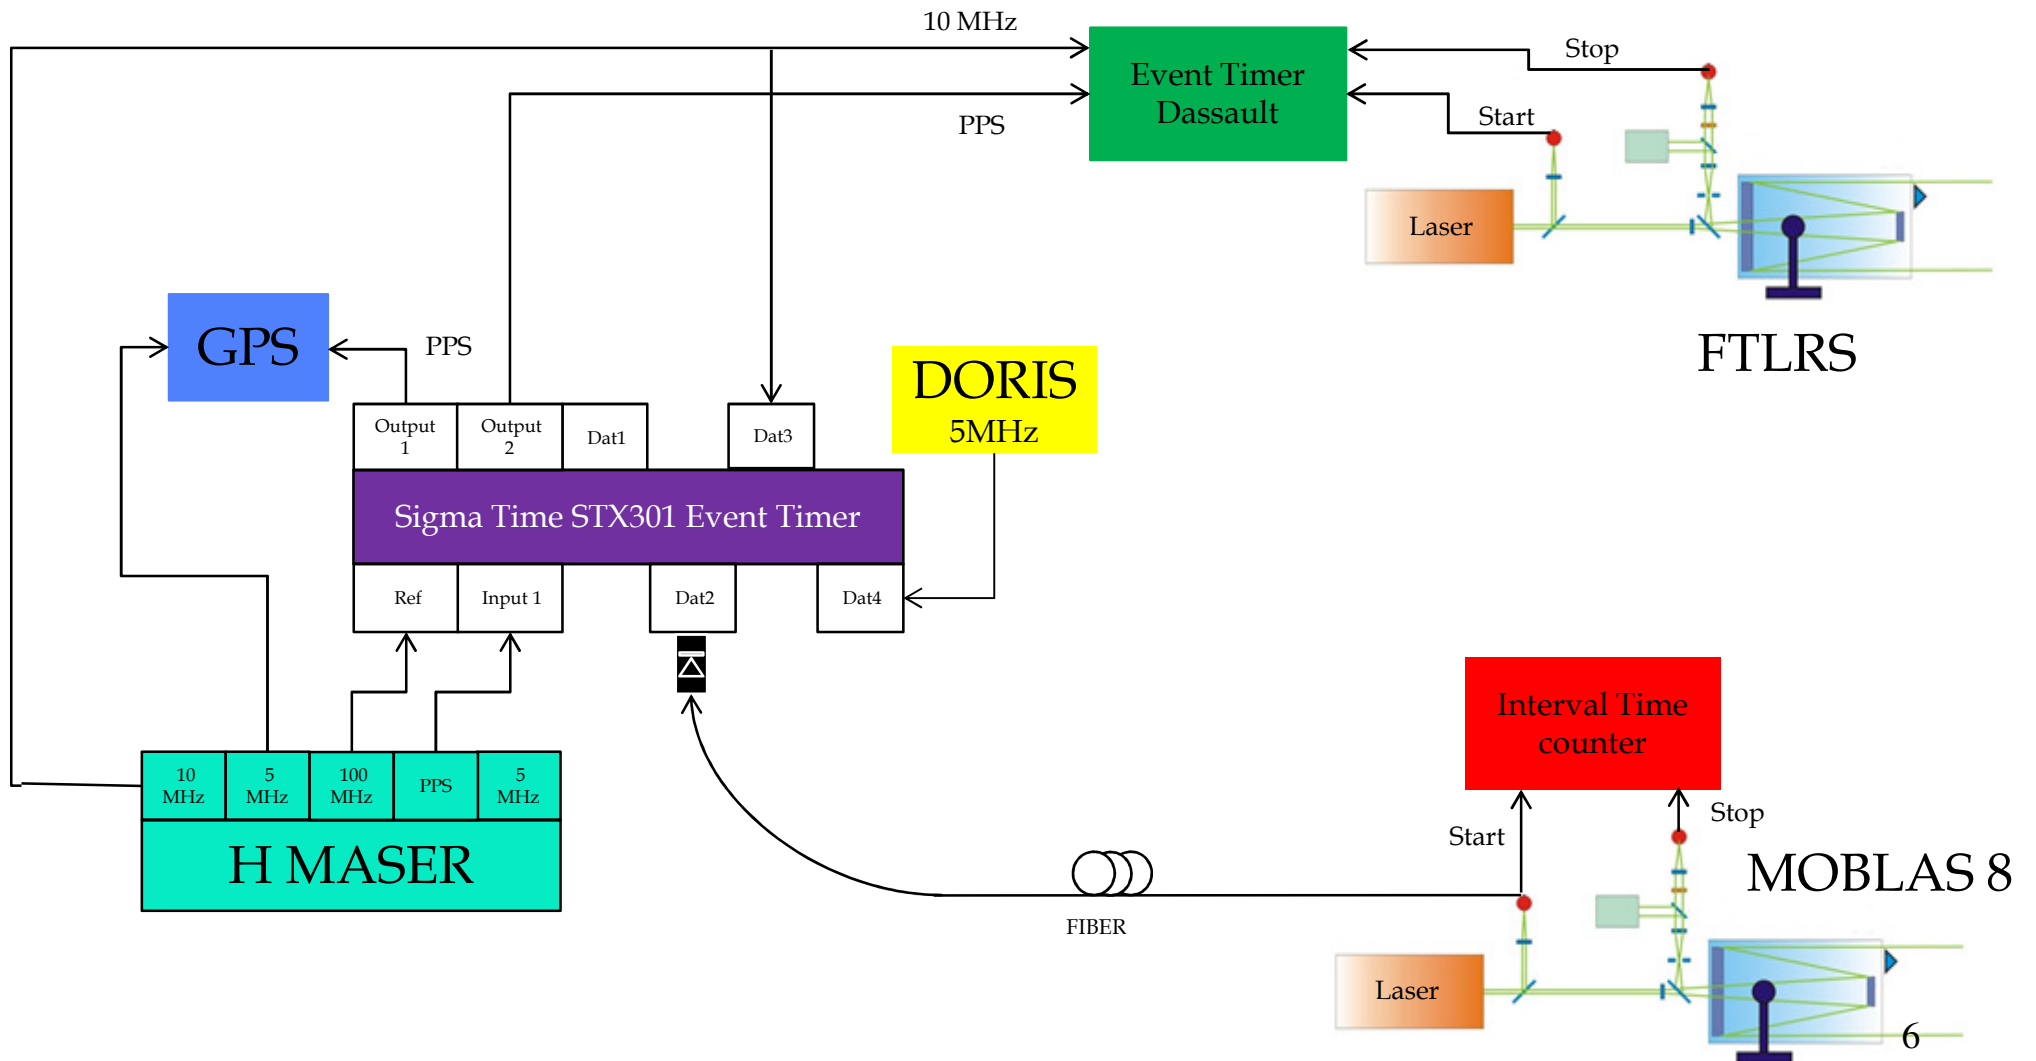 10 MHz
Event Timer
Dassault
Stop
PPS
Start
Laser
GPS
PPS
FTLRS
DORIS
5MHz
Output
1
Output
2
Dat1
Dat3
Sigma Time STX301 Event Timer
Ref
Input 1
Dat2
Dat4
Interval Time
counter
10
MHz
5
MHz
100
MHz
PPS
5
MHz
H MASER
Start
Stop
MOBLAS 8
FIBER
Laser
6